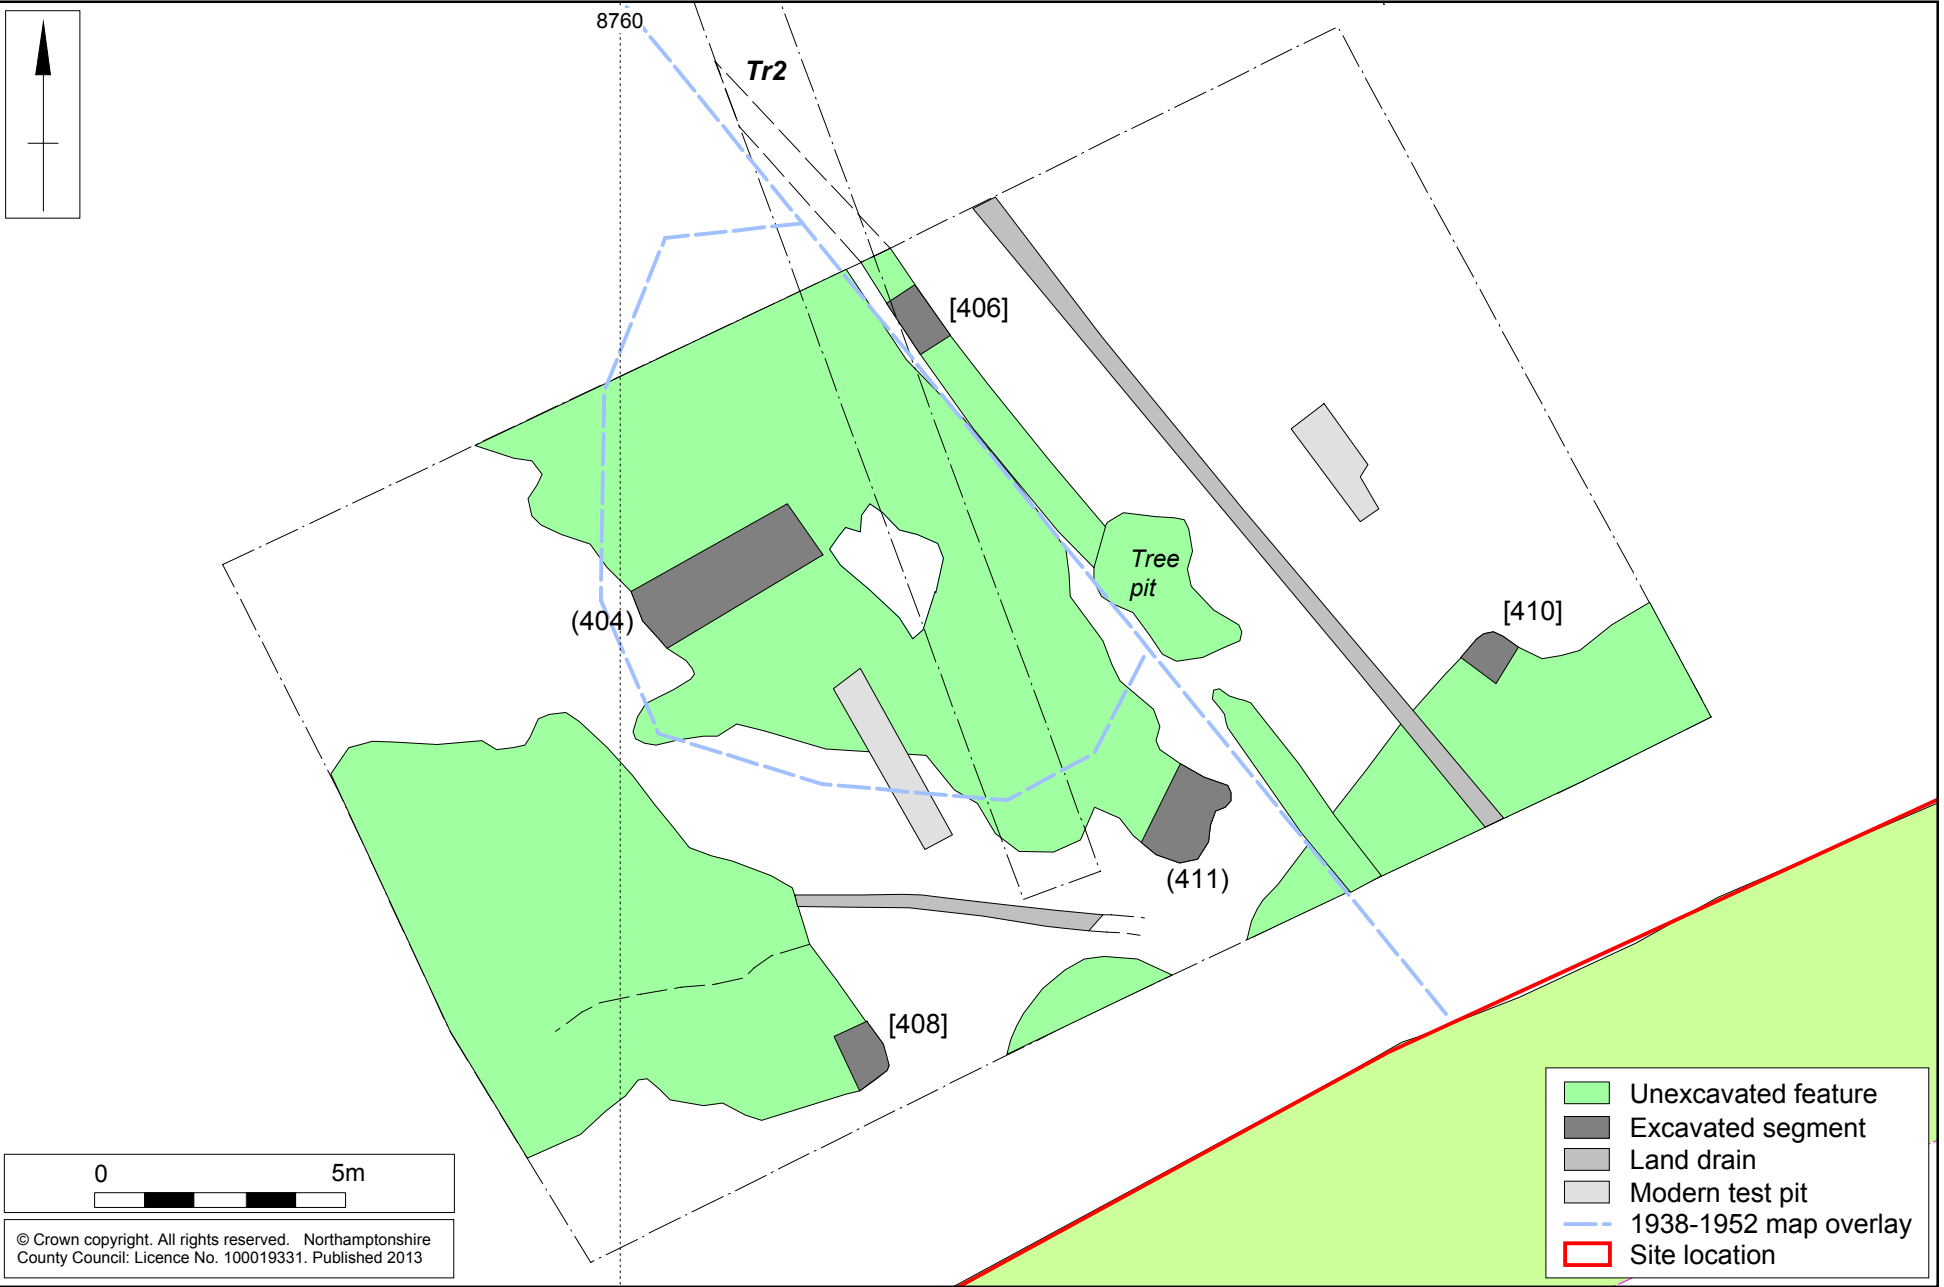 8760
Tr2
[406]
Tree
pit
(404)
[410]
(411)
[408]
0 5m
© Crown copyright. All rights reserved. Northamptonshire
County Council: Licence No. 100019331. Published 2013
Unexcavated feature
Excavated segment
Land drain
Modern test pit
1938-1952 map overlay
Site location